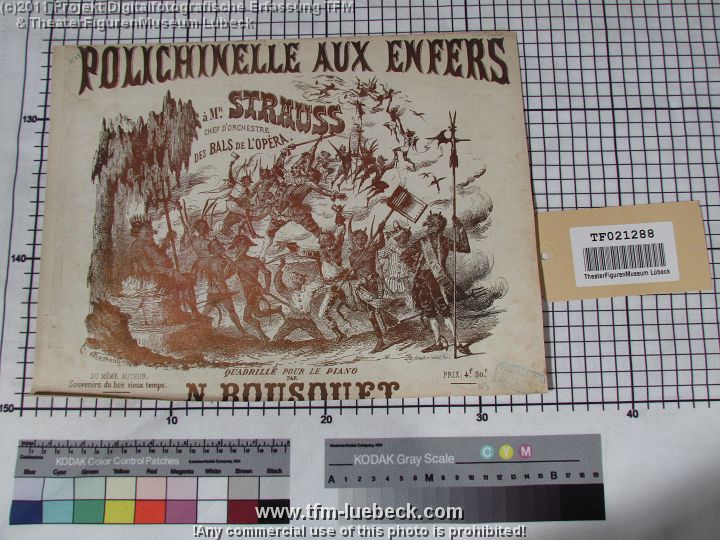 (c)2011 Projekt Digitalfotografische Erfassung TFM
& TheaterFigurenMuseum Lübeck
POLICHINELLE AUX ENFERS
à Mr. STRAUSS
CHEF D'ORCHESTRE
DES BALS DE L'OPÉRA.
QUADRILLE POUR LE PIANO
PAR
N. BOUSQUET
DU MÊME AUTEUR.
Souvenirs du bon vieux temps.
PRIX: 4f. 50c.
TF021288
TheaterFigurenMuseum Lübeck
130
140
150
10
20
30
40
KODAK Color Control Patches
Blue Cyan Green Yellow Red Magenta White Black
KODAK Gray Scale
C Y M
A 1 2 3 4 5 6 M 8 9 10 11 12 13 14 15 B 17 18 19
www.tfm-luebeck.com
!Any commercial use of this photo is prohibited!